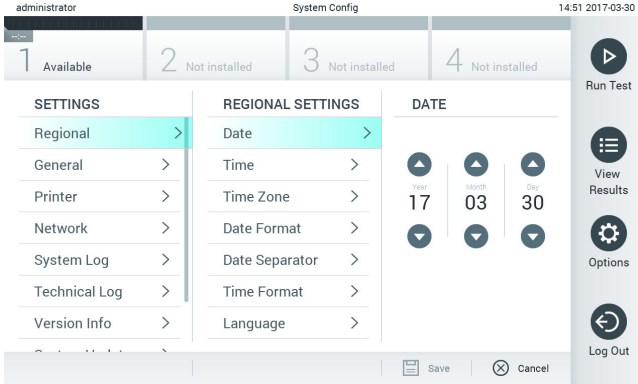 administrator System Config 14:51 2017-03-30
--:--
1 Available 2 Not installed 3 Not installed 4 Not installed
Run Test
View
Results
Options
Log Out
SETTINGS
Regional
General
Printer
Network
System Log
Technical Log
Version Info
REGIONAL SETTINGS
Date
Time
Time Zone
Date Format
Date Separator
Time Format
Language
DATE
Year Month Day
17 03 30
Save Cancel